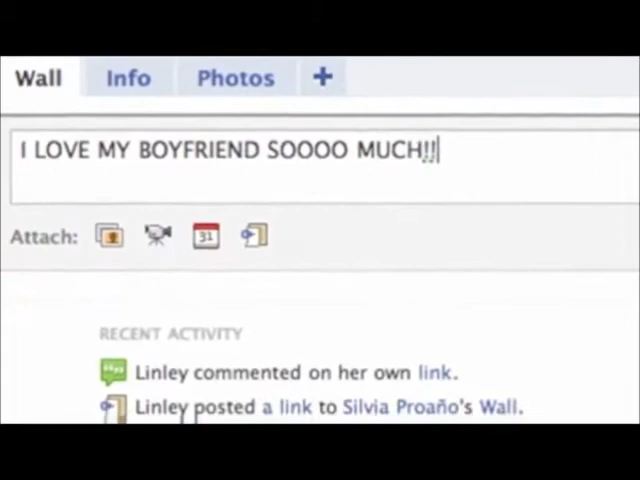 Wall Info Photos +
I LOVE MY BOYFRIEND SOOOO MUCH!!
Attach: 31
RECENT ACTIVITY
Linley commented on her own link.
Linley posted a link to Silvia Proaño's Wall.